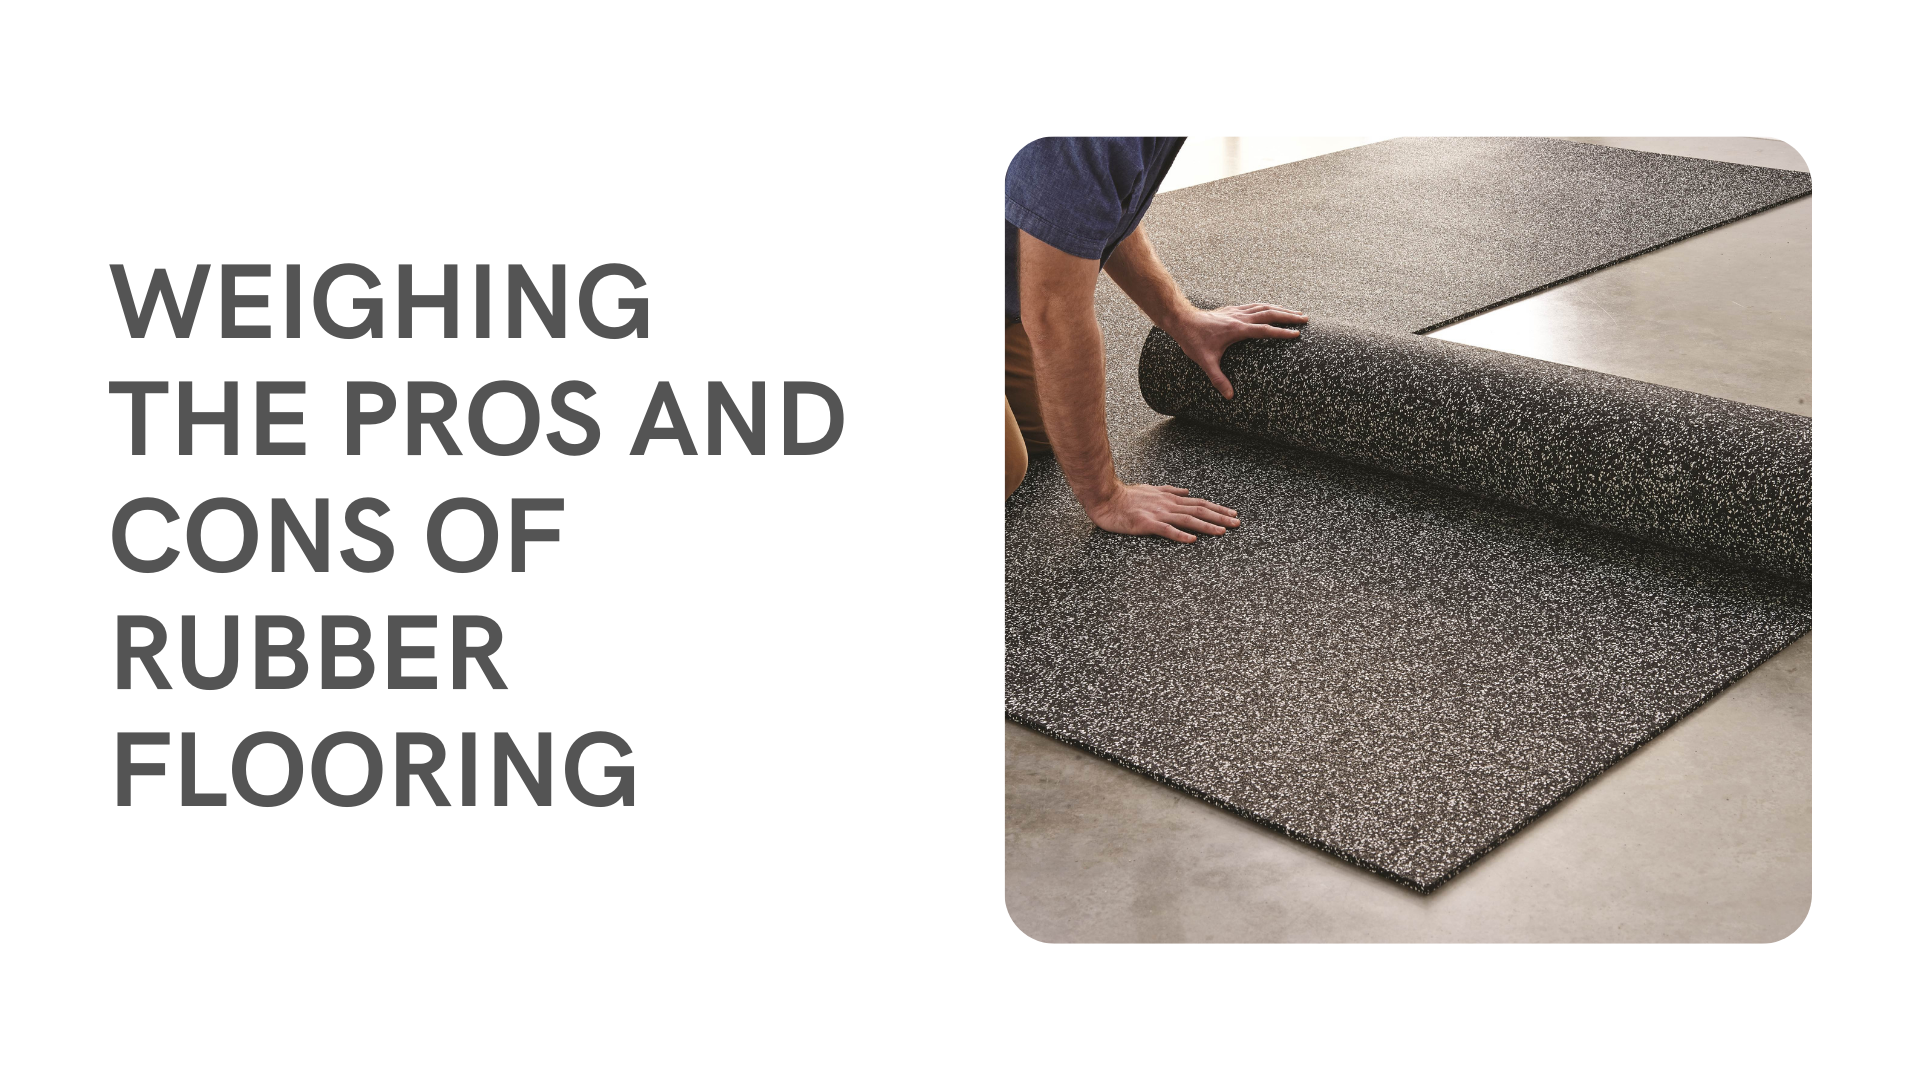 WEIGHING
THE PROS AND
CONS OF
RUBBER
FLOORING